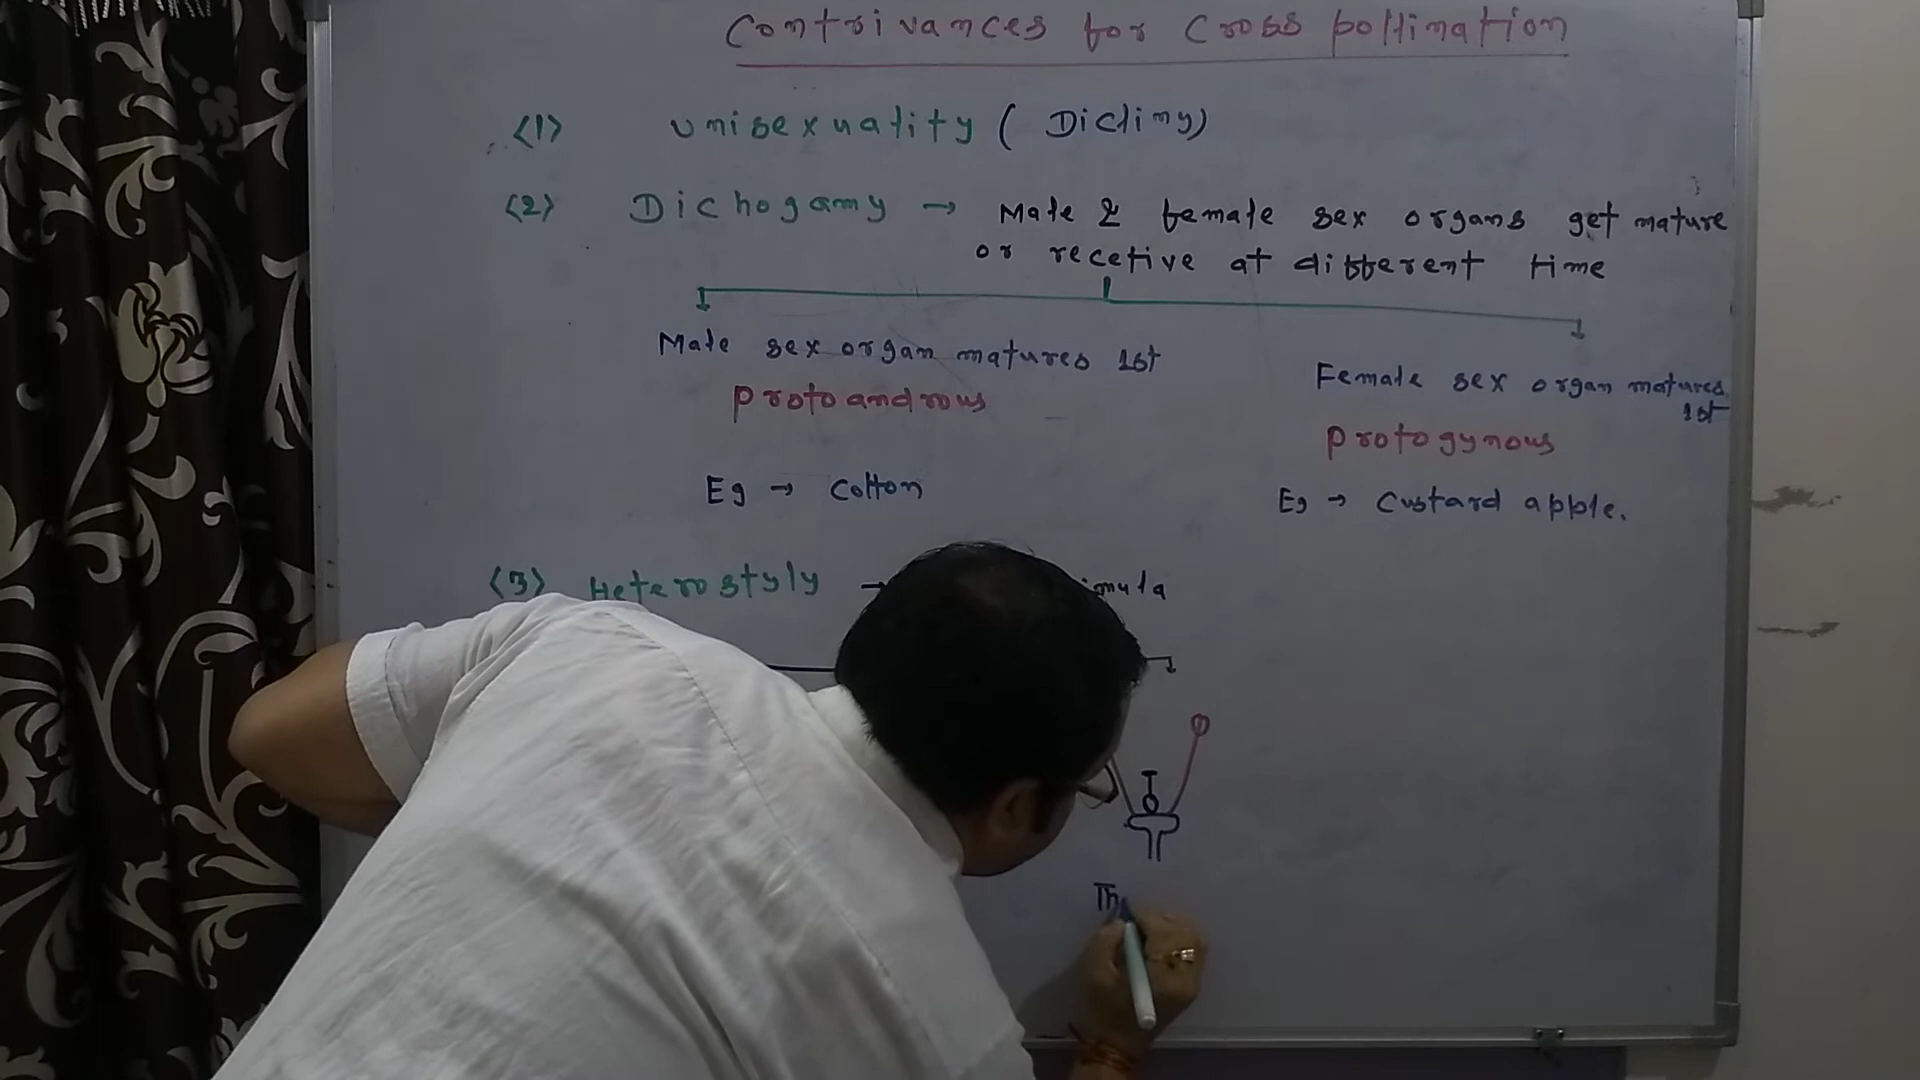 Contrivances for Cross pollination
<1> Unisexuality (Dicliny)
<2> Dichogamy → Male & female sex organs get mature
or recetive at different time
Male sex organ matures 1st
Protoandrous
Eg → Cotton
Female sex organ matures
1st
Protogynous
Eg → Custard apple.
<3> Heterostyly → imula
Th